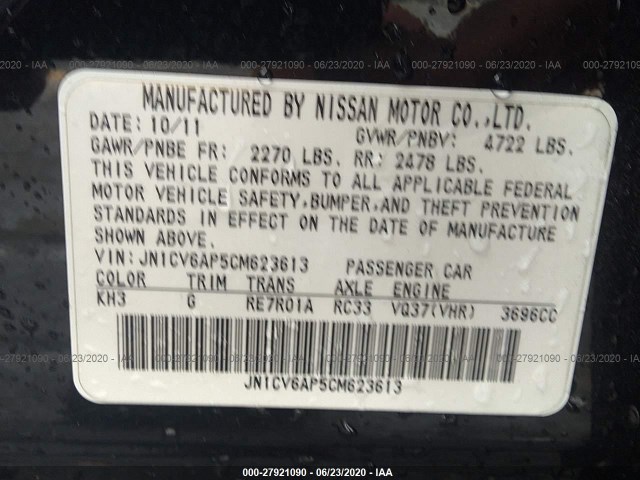 000-27921090 - 06/23/2020 - IAA
MANUFACTURED BY NISSAN MOTOR CO.,LTD.
DATE: 10/11 GVWR/PNBV: 4722 LBS.
GAWR/PNBE FR: 2270 LBS. RR: 2478 LBS.
THIS VEHICLE CONFORMS TO ALL APPLICABLE FEDERAL
MOTOR VEHICLE SAFETY,BUMPER,AND THEFT PREVENTION
STANDARDS IN EFFECT ON THE DATE OF MANUFACTURE
SHOWN ABOVE.
VIN: JN1CV6AP5CM623613 PASSENGER CAR
COLOR TRIM TRANS AXLE ENGINE
KH3 G RE7R01A RC33 VQ37(VHR) 3696CC
JN1CV6AP5CM623613
000-27921090 - 06/23/2020 - IAA